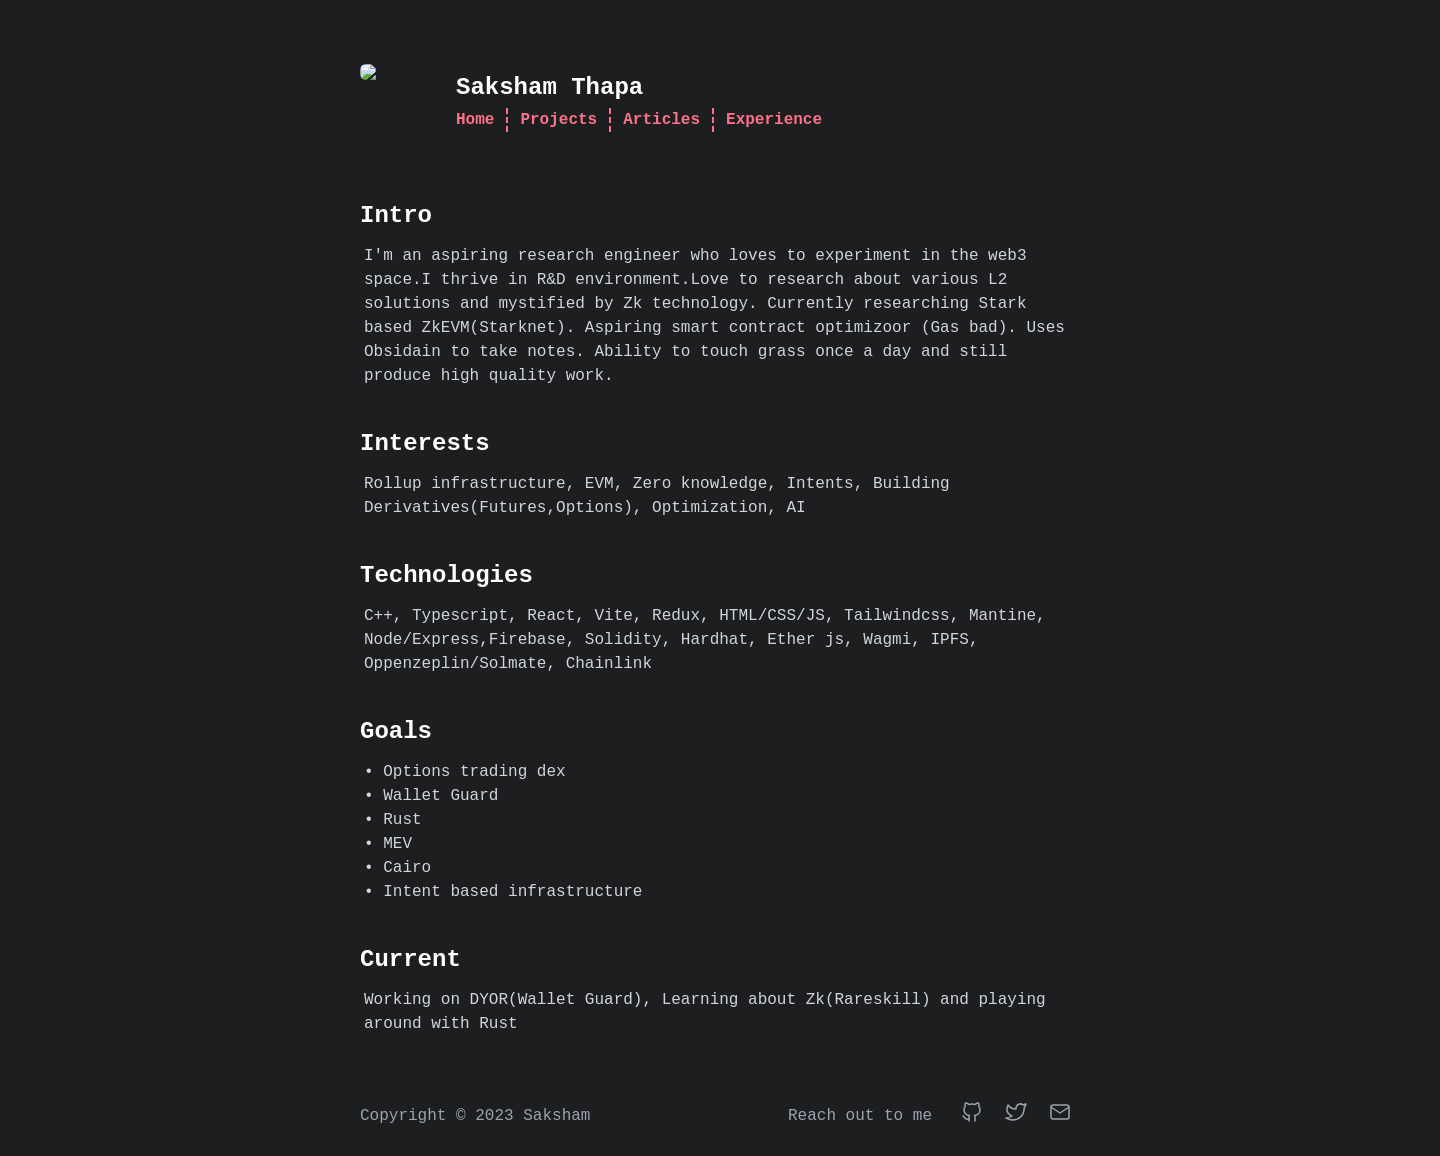 Saksham Thapa
Home Projects Articles Experience
Intro
I'm an aspiring research engineer who loves to experiment in the web3
space.I thrive in R&D environment.Love to research about various L2
solutions and mystified by Zk technology. Currently researching Stark
based ZkEVM(Starknet). Aspiring smart contract optimizoor (Gas bad). Uses
Obsidain to take notes. Ability to touch grass once a day and still
produce high quality work.
Interests
Rollup infrastructure, EVM, Zero knowledge, Intents, Building
Derivatives(Futures,Options), Optimization, AI
Technologies
C++, Typescript, React, Vite, Redux, HTML/CSS/JS, Tailwindcss, Mantine,
Node/Express,Firebase, Solidity, Hardhat, Ether js, Wagmi, IPFS,
Oppenzeplin/Solmate, Chainlink
Goals
• Options trading dex
• Wallet Guard
• Rust
• MEV
• Cairo
• Intent based infrastructure
Current
Working on DYOR(Wallet Guard), Learning about Zk(Rareskill) and playing
around with Rust
Copyright © 2023 Saksham Reach out to me